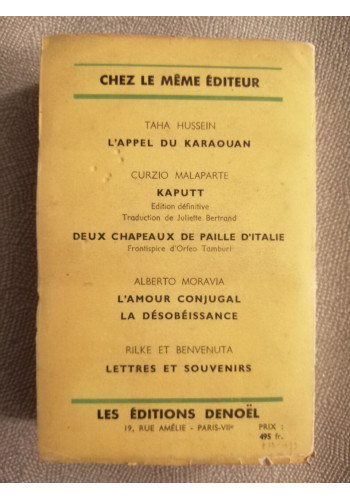 CHEZ LE MÊME ÉDITEUR
TAHA HUSSEIN
L'APPEL DU KARAOUAN
CURZIO MALAPARTE
KAPUTT
Edition définitive
Traduction de Juliette Bertrand
DEUX CHAPEAUX DE PAILLE D'ITALIE
Frontispice d'Orfeo Tamburi
ALBERTO MORAVIA
L'AMOUR CONJUGAL
LA DÉSOBÉISSANCE
RILKE ET BENVENUTA
LETTRES ET SOUVENIRS
LES ÉDITIONS DENOËL
19, RUE AMÉLIE - PARIS-VIIᵉ
PRIX :
495 fr.